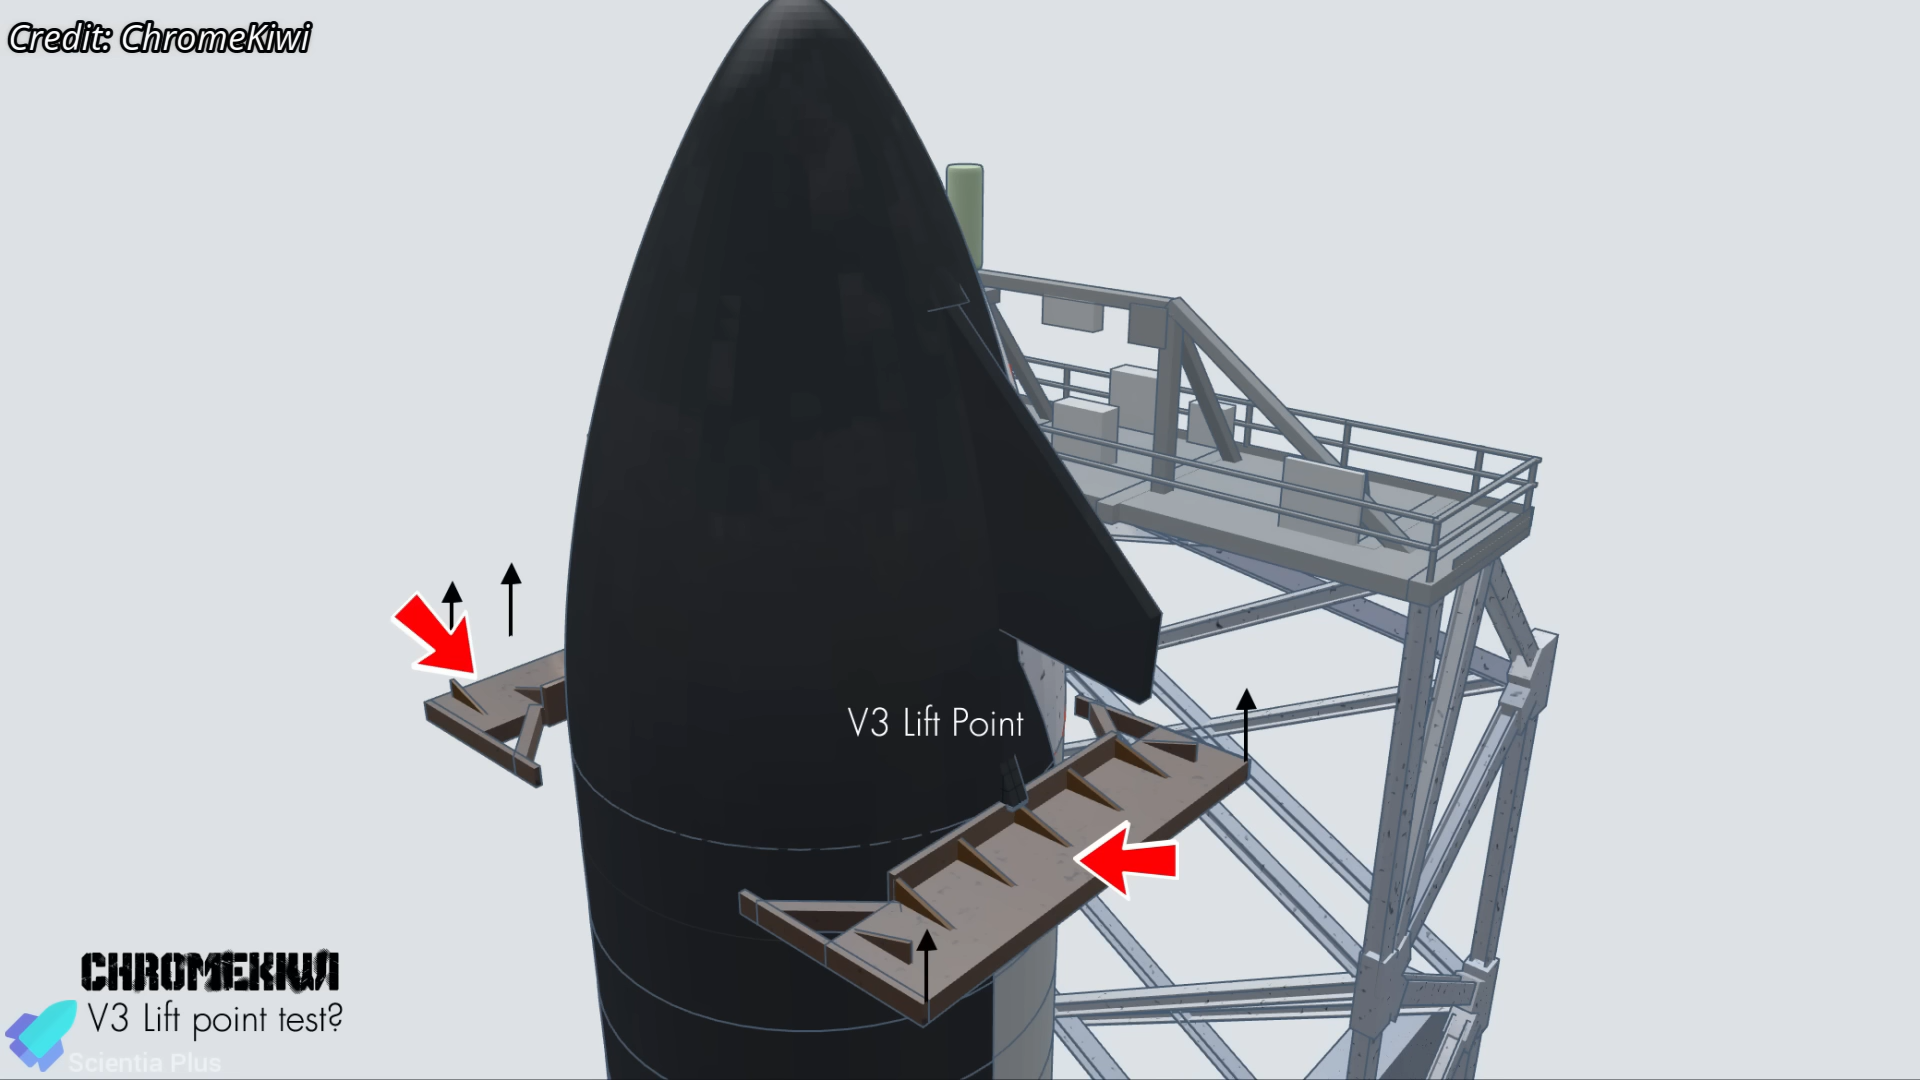 Credit: ChromeKiwi
V3 Lift Point
CHROMEKIWI
V3 Lift point test?
Scientia Plus